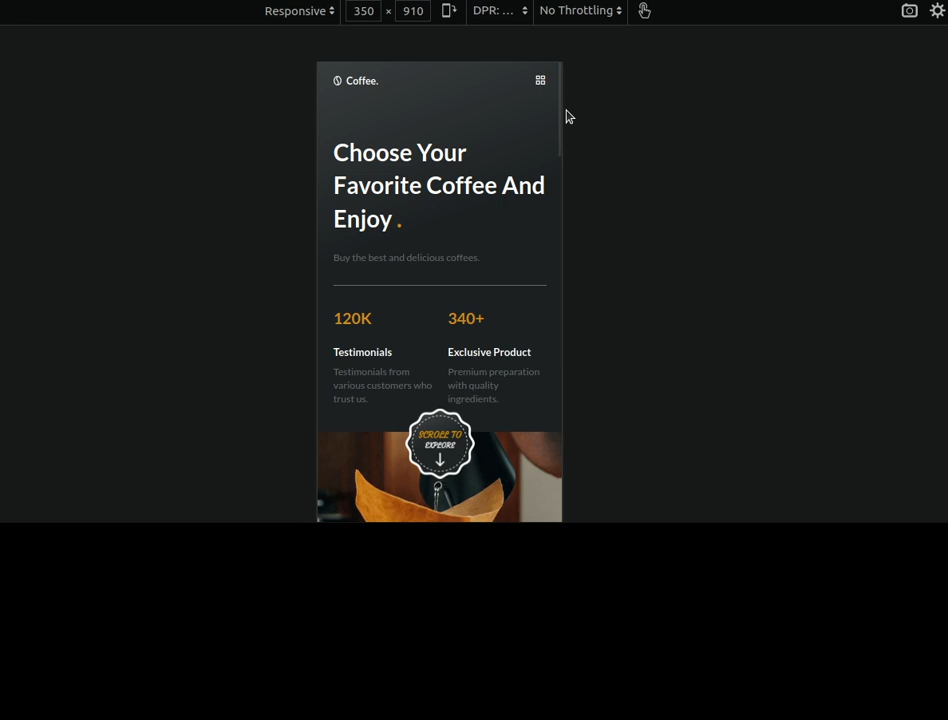 Responsive 350 × 910 DPR: ... No Throttling
Coffee.
Choose Your
Favorite Coffee And
Enjoy .
Buy the best and delicious coffees.
120K
Testimonials
Testimonials from
various customers who
trust us.
340+
Exclusive Product
Premium preparation
with quality
ingredients.
SCROLL TO
EXPLORE